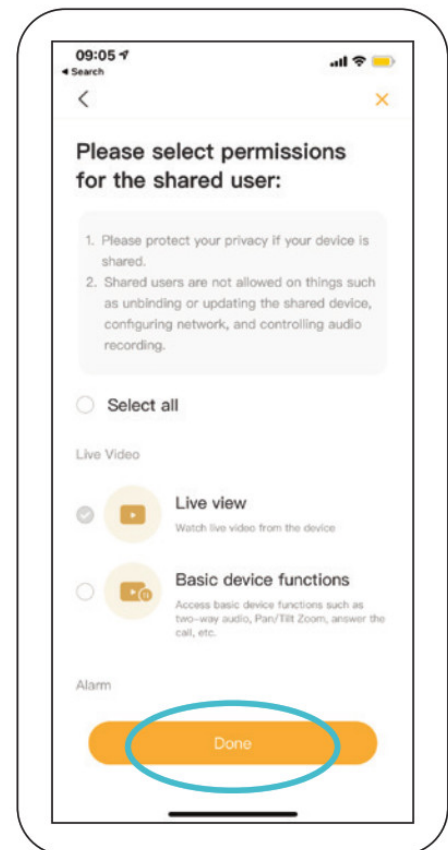 09:05
Search
Please select permissions
for the shared user:
1. Please protect your privacy if your device is
shared.
2. Shared users are not allowed on things such
as unbinding or updating the shared device,
configuring network, and controlling audio
recording.
Select all
Live Video
Live view
Watch live video from the device
Basic device functions
Access basic device functions such as
two-way audio, Pan/Tilt Zoom, answer the
call, etc.
Alarm
Done